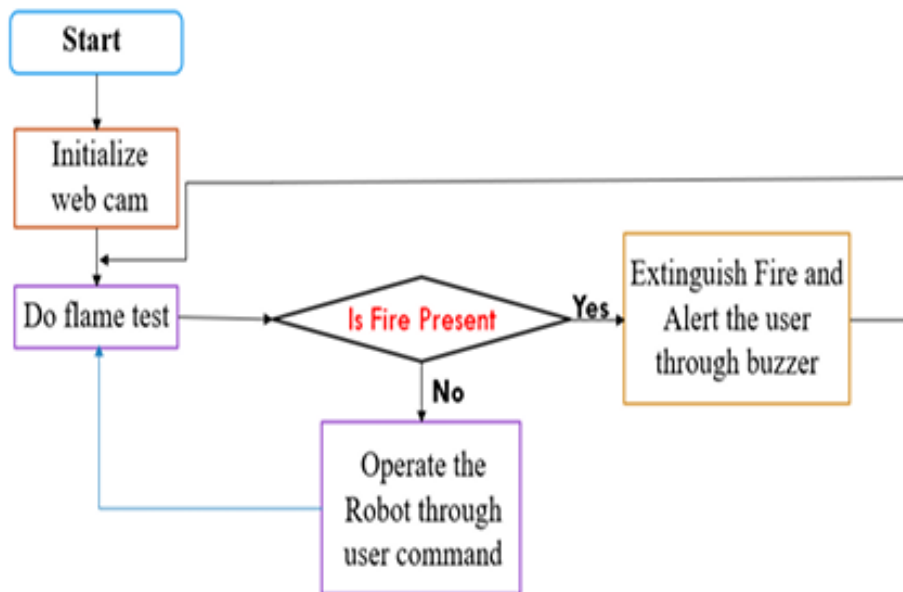 Start
Initialize
web cam
Do flame test
Is Fire Present
Yes
Extinguish Fire and
Alert the user
through buzzer
No
Operate the
Robot through
user command